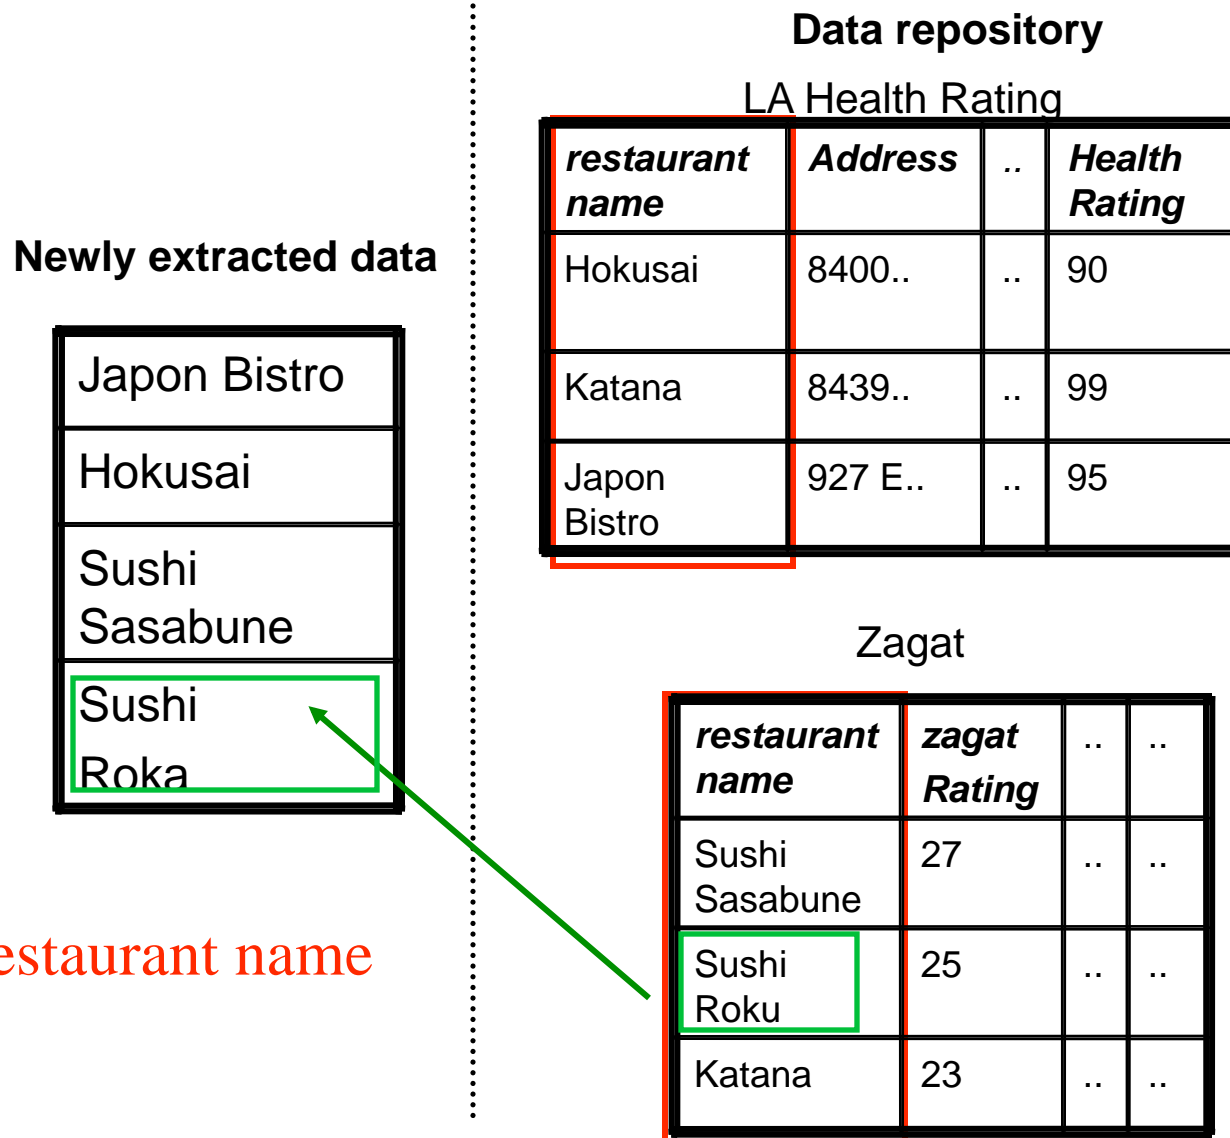 Data repository
LA Health Rating
restaurant name Address .. Health Rating
Hokusai 8400.. .. 90
Katana 8439.. .. 99
Japon Bistro 927 E.. .. 95
Newly extracted data
Japon Bistro
Hokusai
Sushi
Sasabune
Sushi
Roka
estaurant name
Zagat
restaurant name zagat Rating .. ..
Sushi Sasabune 27 .. ..
Sushi Roku 25 .. ..
Katana 23 .. ..